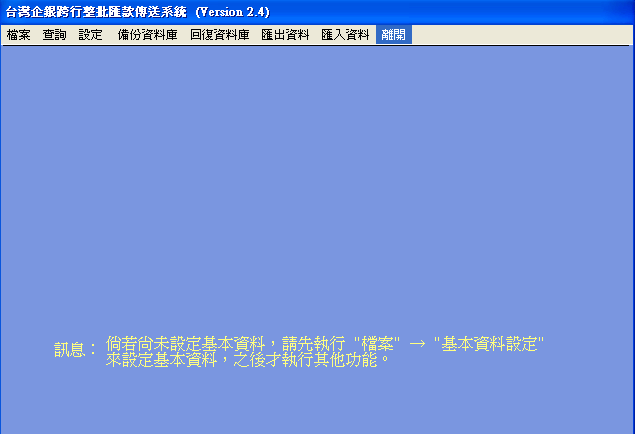 台灣企銀跨行整批匯款傳送系統 (Version 2.4)
檔案 查詢 設定 備份資料庫 回復資料庫 匯出資料 匯入資料 離開
訊息： 倘若尚未設定基本資料，請先執行 "檔案" → "基本資料設定"
來設定基本資料，之後才執行其他功能。